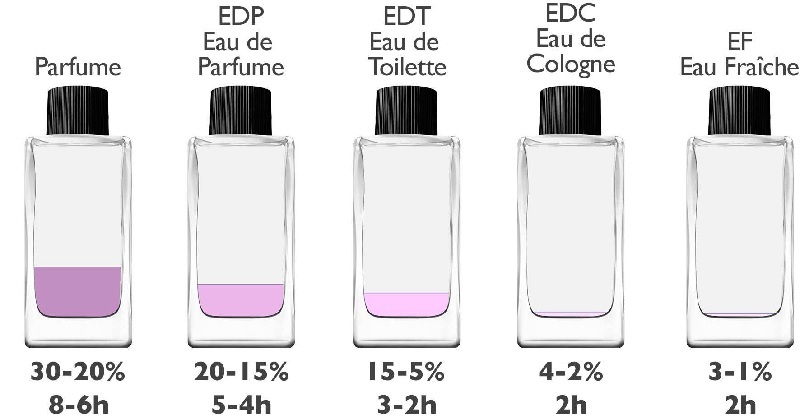 Parfume
EDP
Eau de
Parfume
EDT
Eau de
Toilette
EDC
Eau de
Cologne
EF
Eau Fraîche
30-20%
8-6h
20-15%
5-4h
15-5%
3-2h
4-2%
2h
3-1%
2h